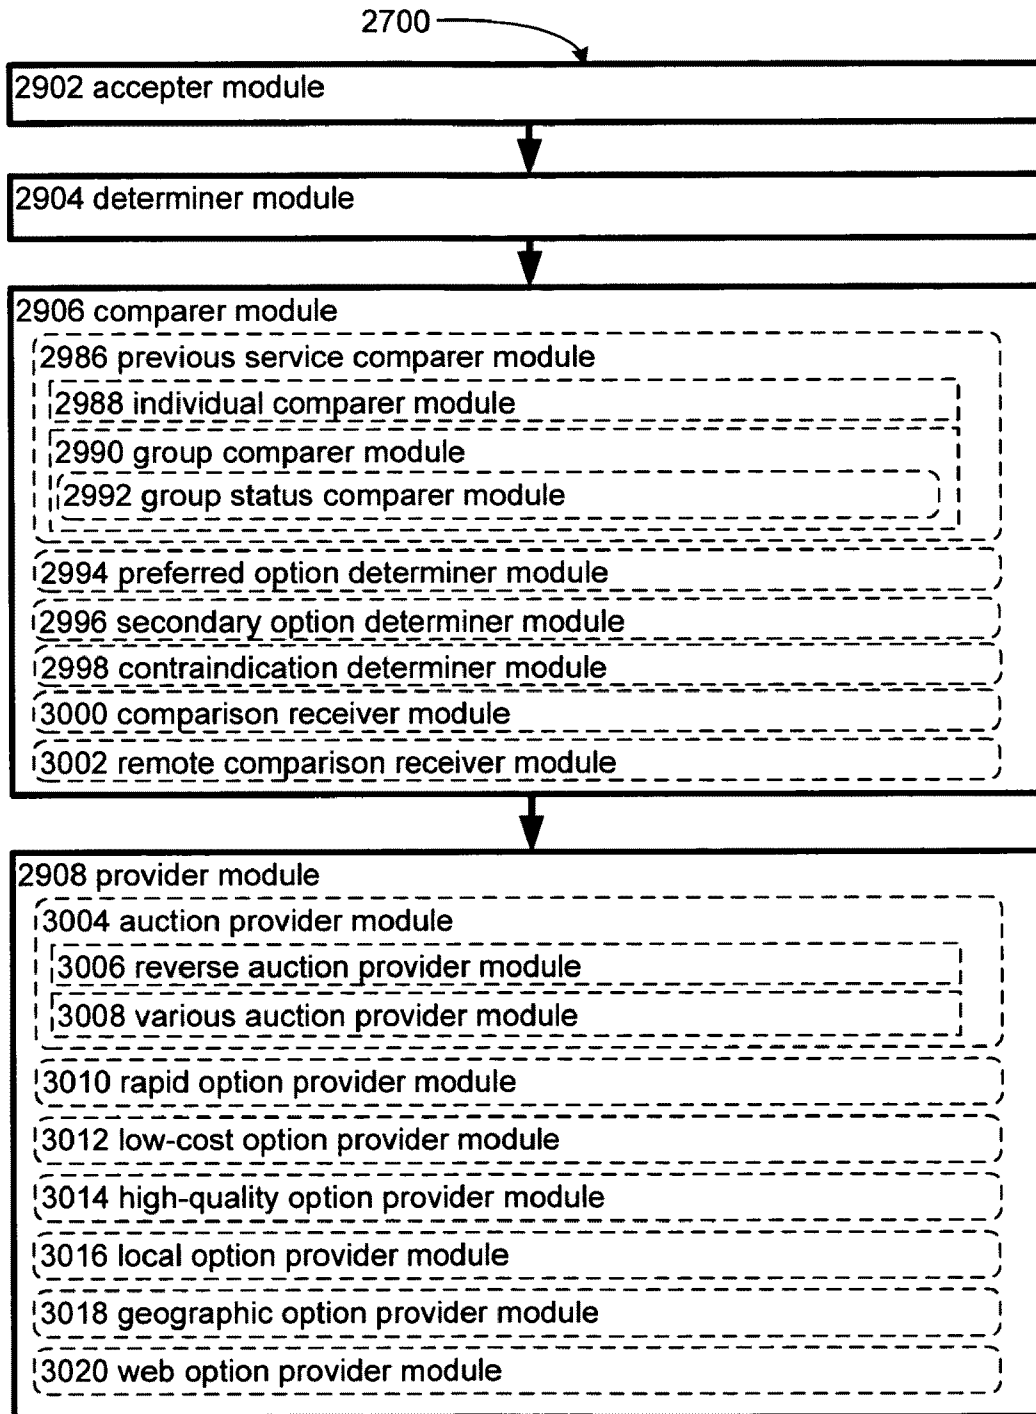 2700
2902 accepter module
2904 determiner module
2906 comparer module
2986 previous service comparer module
2988 individual comparer module
2990 group comparer module
2992 group status comparer module
2994 preferred option determiner module
2996 secondary option determiner module
2998 contraindication determiner module
3000 comparison receiver module
3002 remote comparison receiver module
2908 provider module
3004 auction provider module
3006 reverse auction provider module
3008 various auction provider module
3010 rapid option provider module
3012 low-cost option provider module
3014 high-quality option provider module
3016 local option provider module
3018 geographic option provider module
3020 web option provider module